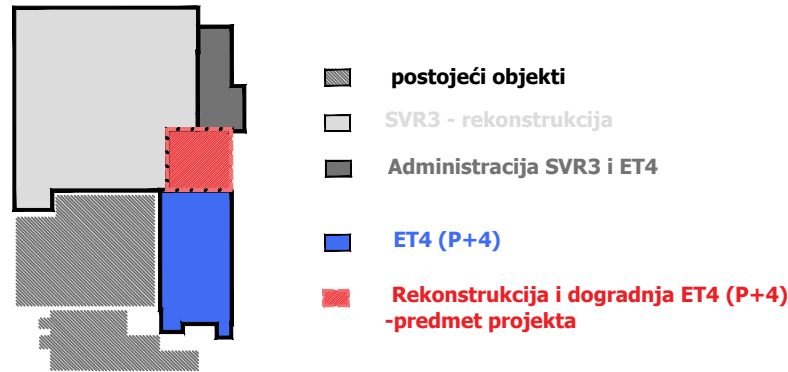 postojeći objekti
SVR3 - rekonstrukcija
Administracija SVR3 i ET4
ET4 (P+4)
Rekonstrukcija i dogradnja ET4 (P+4)
-predmet projekta